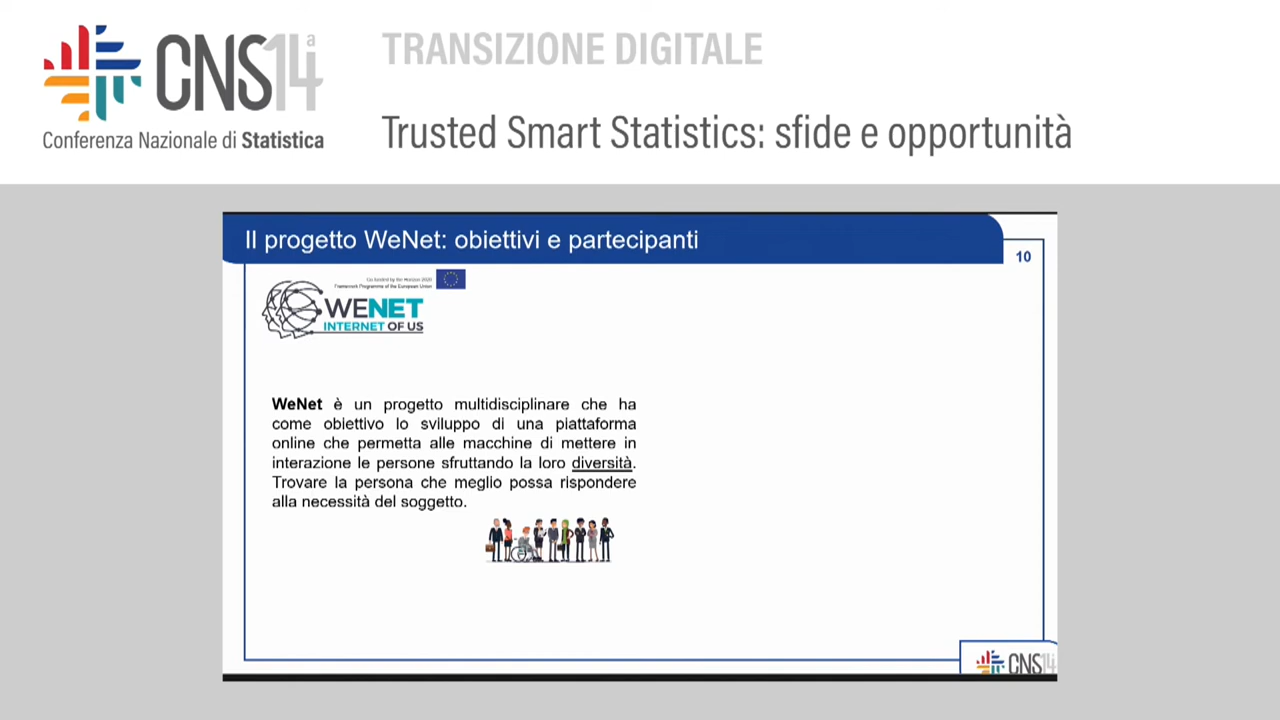 CNS14ª
Conferenza Nazionale di Statistica
TRANSIZIONE DIGITALE
Trusted Smart Statistics: sfide e opportunità
Il progetto WeNet: obiettivi e partecipanti
10
Co-funded by the Horizon 2020
Framework Programme of the European Union
WENET
INTERNET OF US
WeNet è un progetto multidisciplinare che ha
come obiettivo lo sviluppo di una piattaforma
online che permetta alle macchine di mettere in
interazione le persone sfruttando la loro diversità.
Trovare la persona che meglio possa rispondere
alla necessità del soggetto.
CNS14